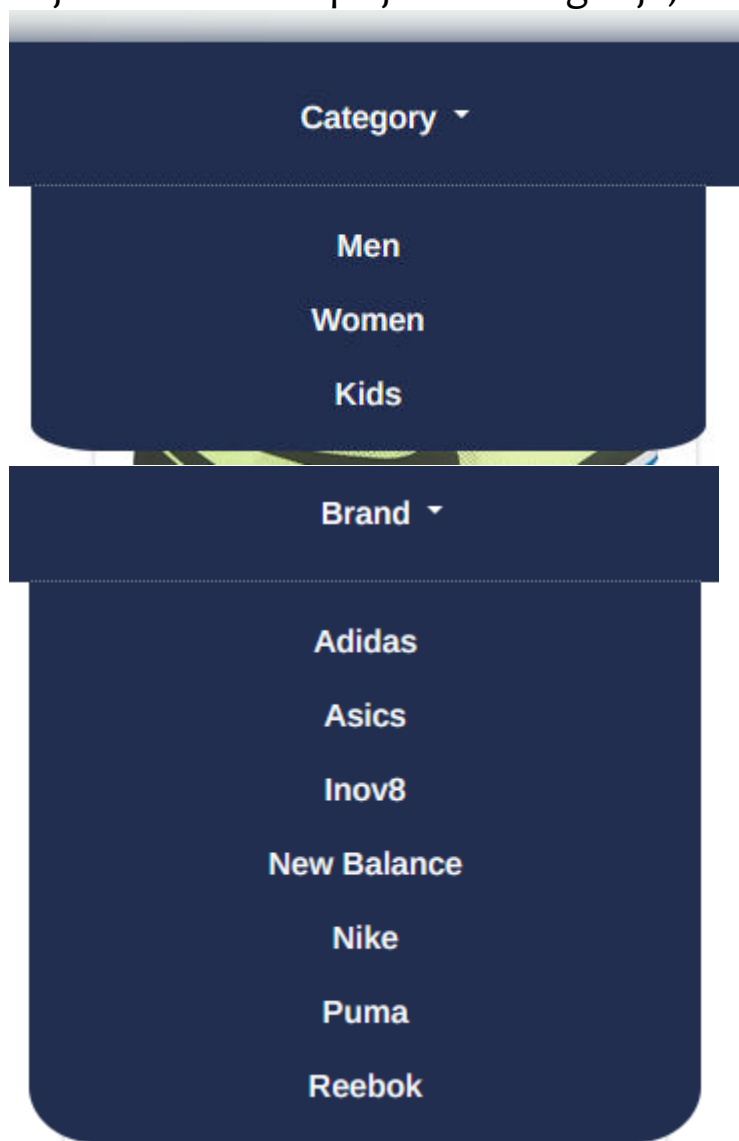 Category
Men
Women
Kids
Brand
Adidas
Asics
Inov8
New Balance
Nike
Puma
Reebok